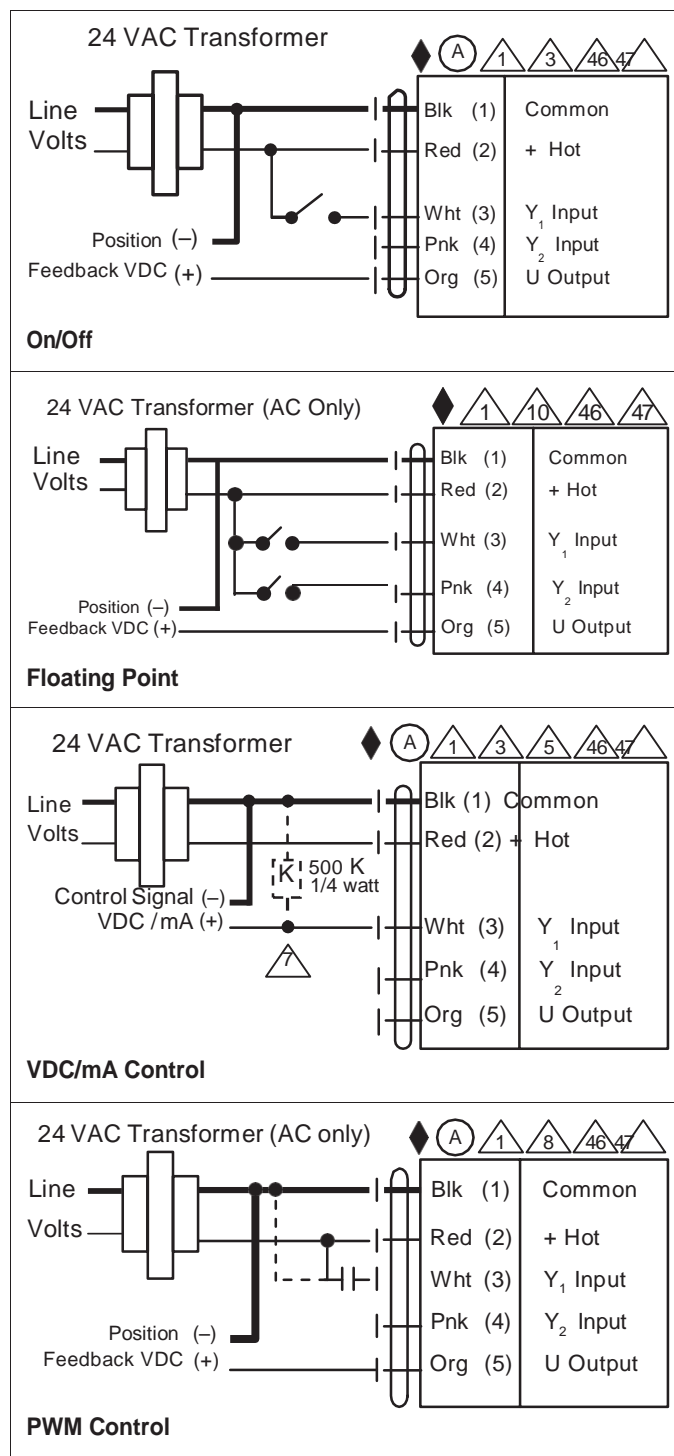 24 VAC Transformer
A 1 3 46 47
Line
Volts
Blk (1) Common
Red (2) + Hot
Wht (3) Y1 Input
Position (–)
Pnk (4) Y2 Input
Feedback VDC (+)
Org (5) U Output
On/Off
24 VAC Transformer (AC Only)
1 10 46 47
Line
Volts
Blk (1) Common
Red (2) + Hot
Wht (3) Y1 Input
Pnk (4) Y2 Input
Position (–)
Feedback VDC (+)
Org (5) U Output
Floating Point
24 VAC Transformer
A 1 3 5 46 47
Line
Volts
Blk (1) Common
Red (2) + Hot
K 500 K
1/4 watt
Control Signal (–)
VDC / mA (+)
Wht (3) Y1 Input
7
Pnk (4) Y2 Input
Org (5) U Output
VDC/mA Control
24 VAC Transformer (AC only)
A 1 8 46 47
Line
Volts
Blk (1) Common
Red (2) + Hot
Wht (3) Y1 Input
Pnk (4) Y2 Input
Position (–)
Feedback VDC (+)
Org (5) U Output
PWM Control